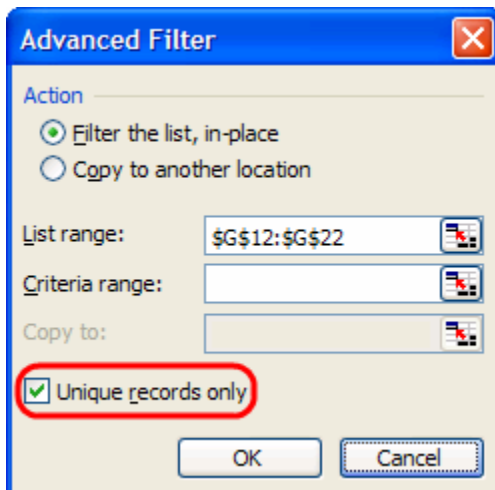 Advanced Filter
Action
Filter the list, in-place
Copy to another location
List range: $G$12:$G$22
Criteria range:
Copy to:
Unique records only
OK Cancel